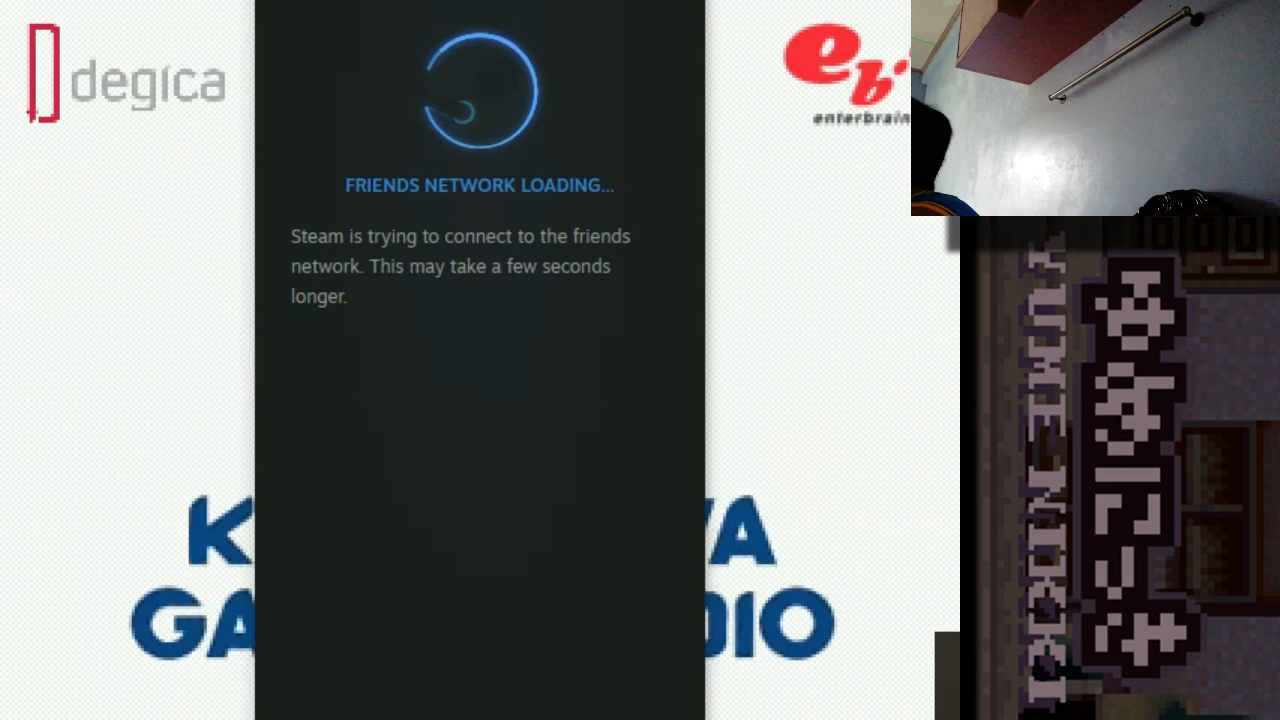 degica
eb!
enterbrain
FRIENDS NETWORK LOADING...
Steam is trying to connect to the friends
network. This may take a few seconds
longer.
YUME NIKKI
ゆめにっき